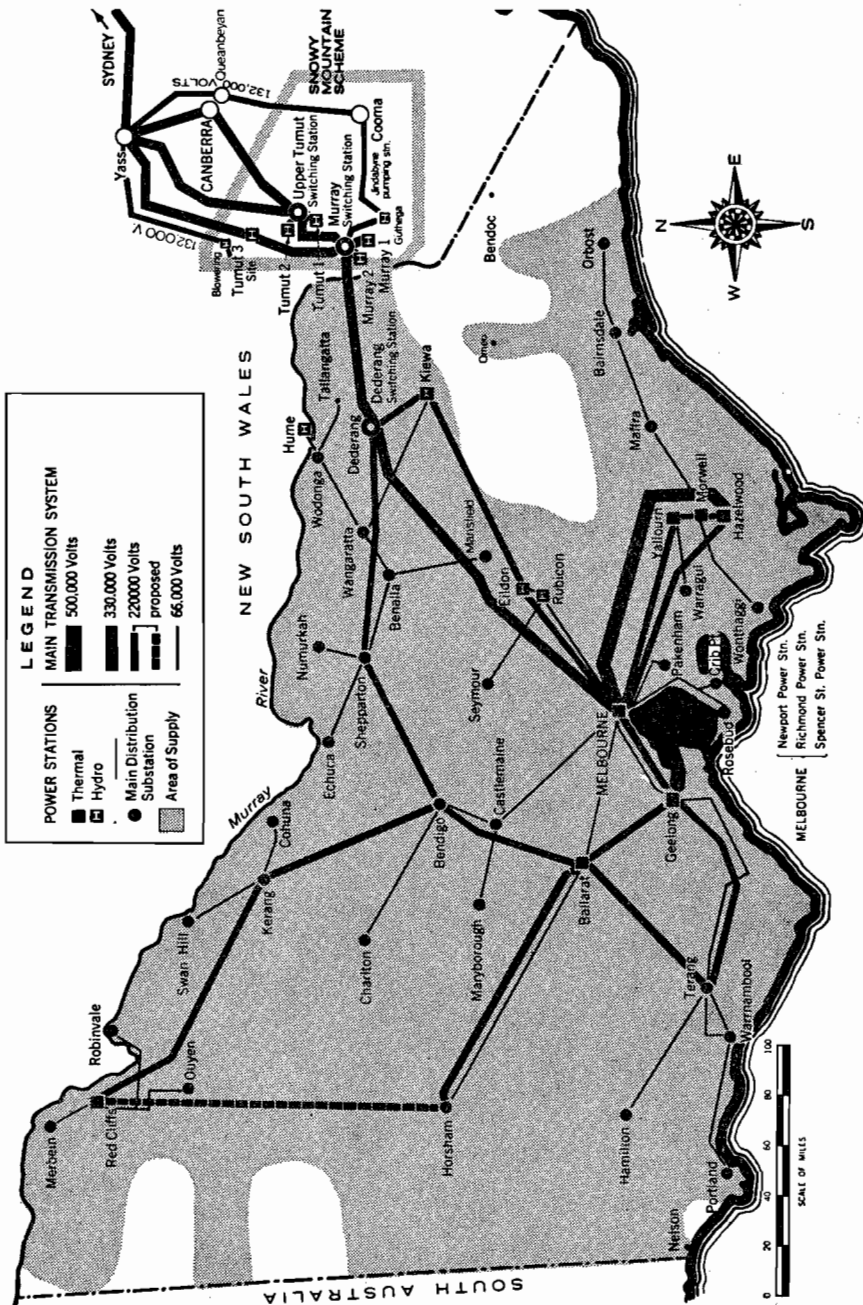 LEGEND
POWER STATIONS
Thermal
Hydro
Main Distribution
Substation
Area of Supply
MAIN TRANSMISSION SYSTEM
500,000 Volts
330,000 Volts
220000 Volts
proposed
66,000 Volts
SYDNEY
Yass
132,000 VOLTS
Queanbeyan
CANBERRA
SNOWY
MOUNTAIN
SCHEME
132,000 V.
Blowering
Tumut 3
Site
Upper Tumut
Switching Station
Tumut 2
Tumut 1
Murray
Switching Station
Cooma
Jindabyne
pumping stn.
Guthega
Murray 2
Murray 1
NEW SOUTH WALES
Murray
River
Merbein
Red Cliffs
Robinvale
Ouyen
Swan Hill
Kerang
Cohuna
Echuca
Numurkah
Shepparton
Wangaratta
Benalla
Wodonga
Hume
Tallangatta
Dederang
Dederang
Switching Station
Kiewa
Mansfield
Eildon
Rubicon
Seymour
Charlton
Bendigo
Castlemaine
Maryborough
Horsham
Ballarat
MELBOURNE
Geelong
Terang
Hamilton
Warrnambool
Portland
Nelson
Omeo
Bendoc
Orbost
Bairnsdale
Maffra
Yallourn
Morwell
Hazelwood
Warragul
Pakenham
Wonthaggi
Crib Pt.
Rosebud
MELBOURNE
Newport Power Stn.
Richmond Power Stn.
Spencer St. Power Stn.
SOUTH AUSTRALIA
N
E
S
W
0 20 40 60 80 100
SCALE OF MILES